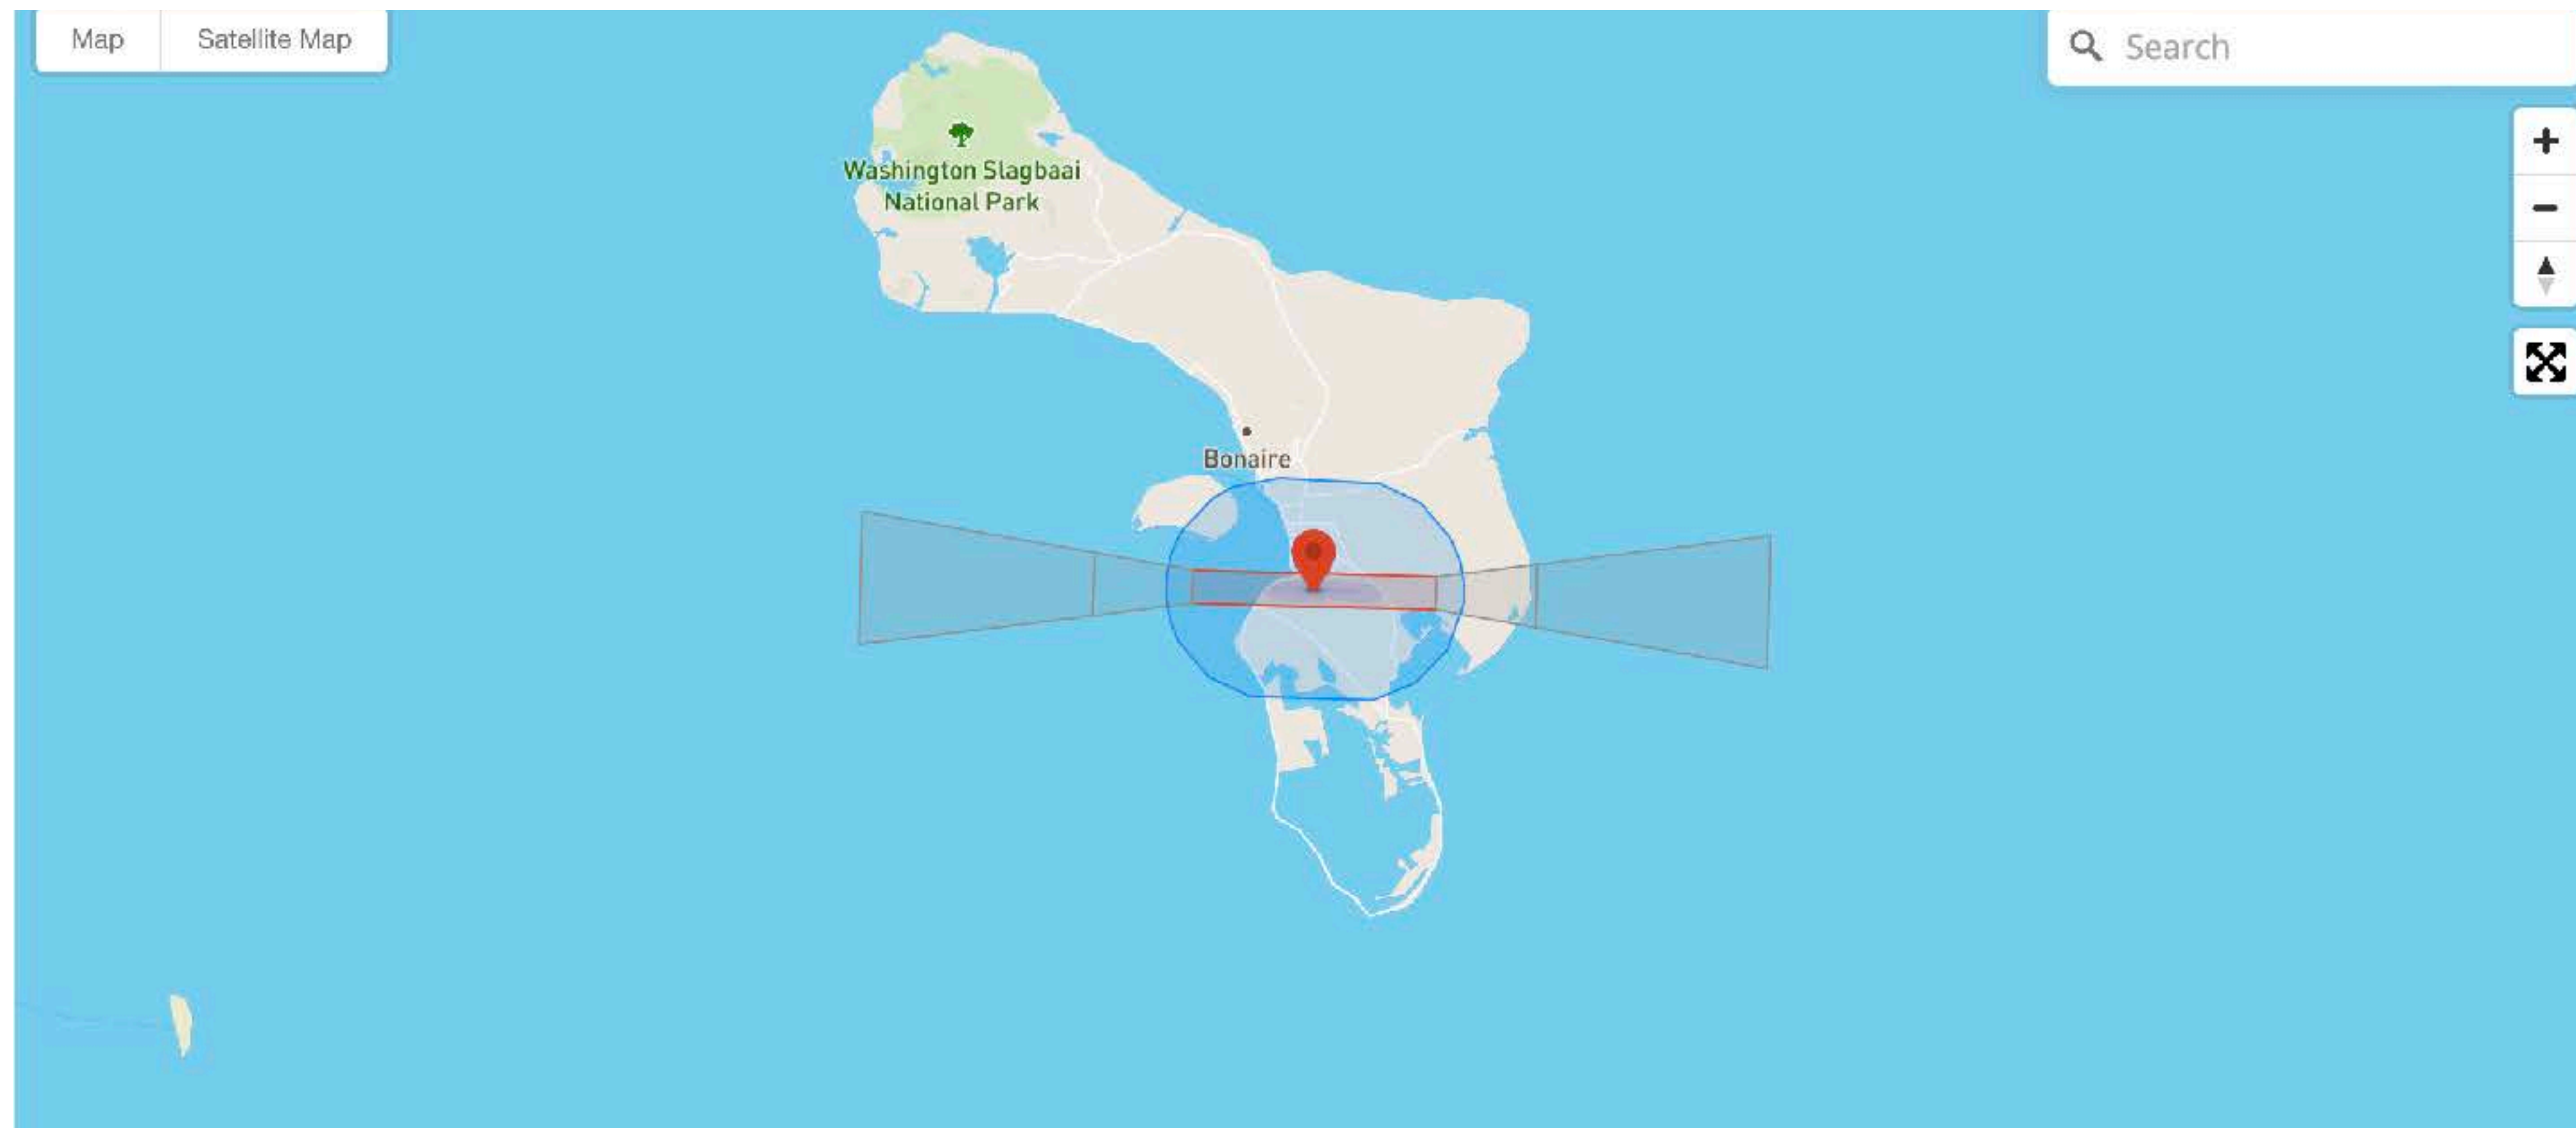 Map
Satellite Map
Search
Washington Slagbaai
National Park
Bonaire